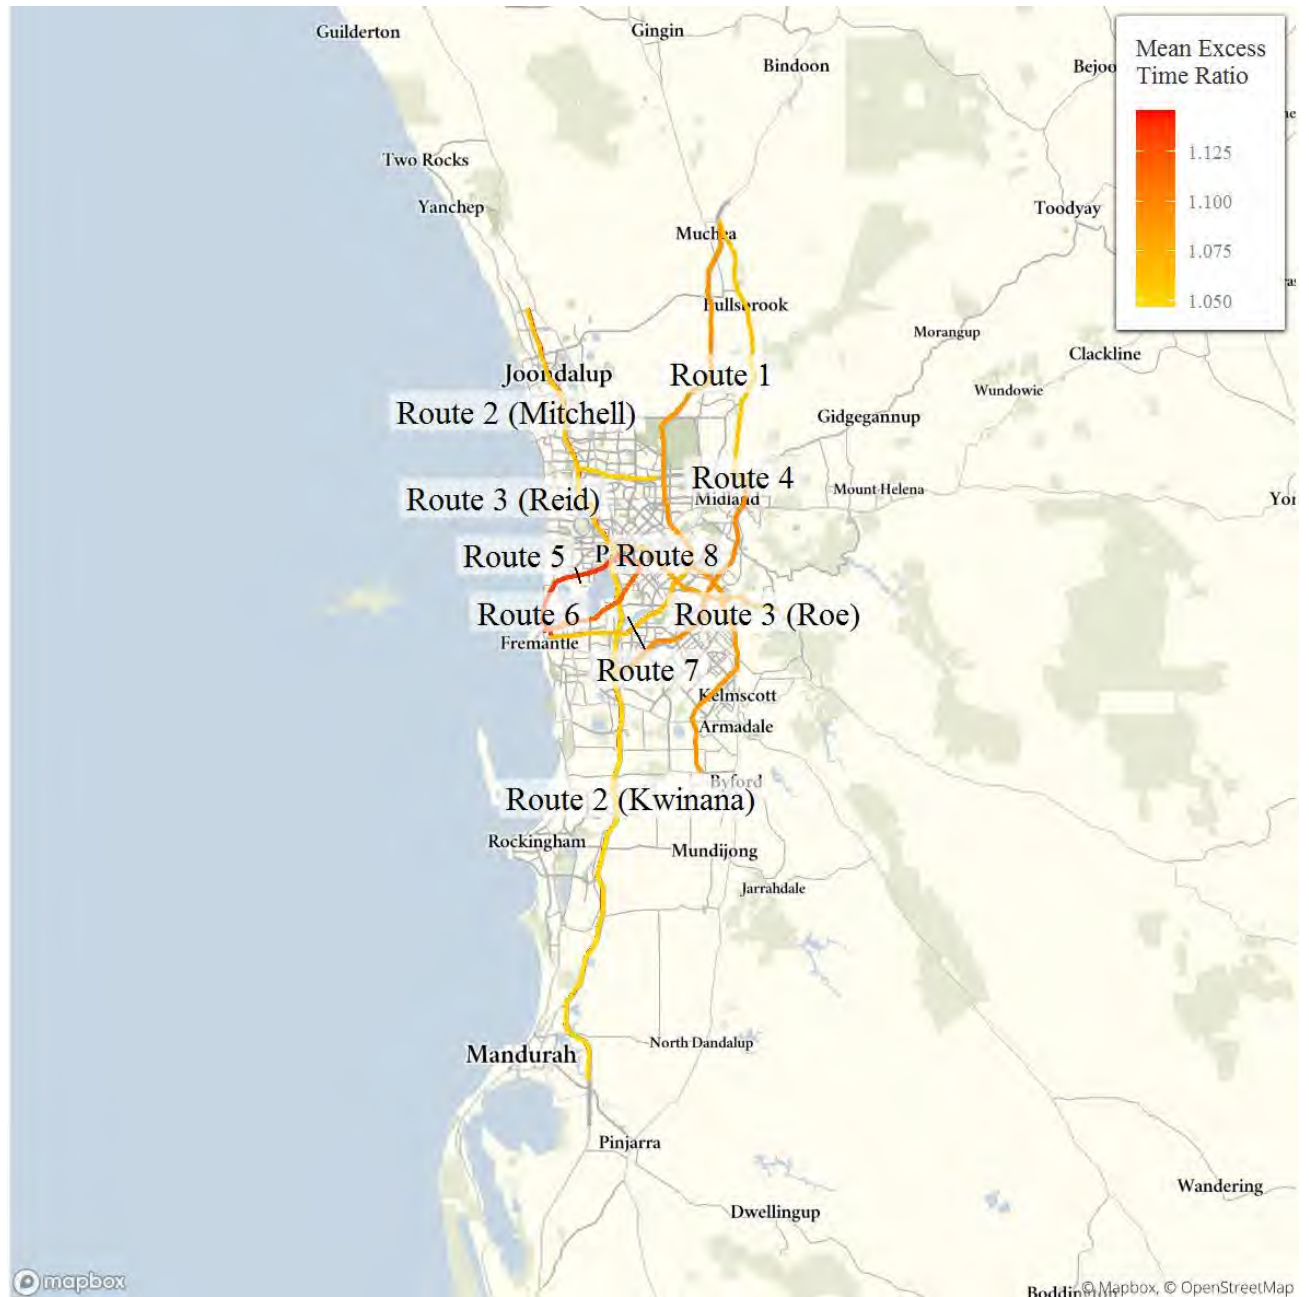 Guilderton
Gingin
Bindoon
Bejoo
Mean Excess
Time Ratio
1.125
1.100
1.075
1.050
Two Rocks
Yanchep
Toodyay
Muchea
Bullsbrook
Morangup
Clackline
Joondalup
Route 1
Wundowie
Route 2 (Mitchell)
Gidgegannup
Route 4
Midland
Mount Helena
Route 3 (Reid)
Yor
Route 5
P
Route 8
Route 6
Route 3 (Roe)
Fremantle
Route 7
Kelmscott
Armadale
Byford
Route 2 (Kwinana)
Rockingham
Mundijong
Jarrahdale
North Dandalup
Mandurah
Pinjarra
Wandering
Dwellingup
mapbox
© Mapbox, © OpenStreetMap